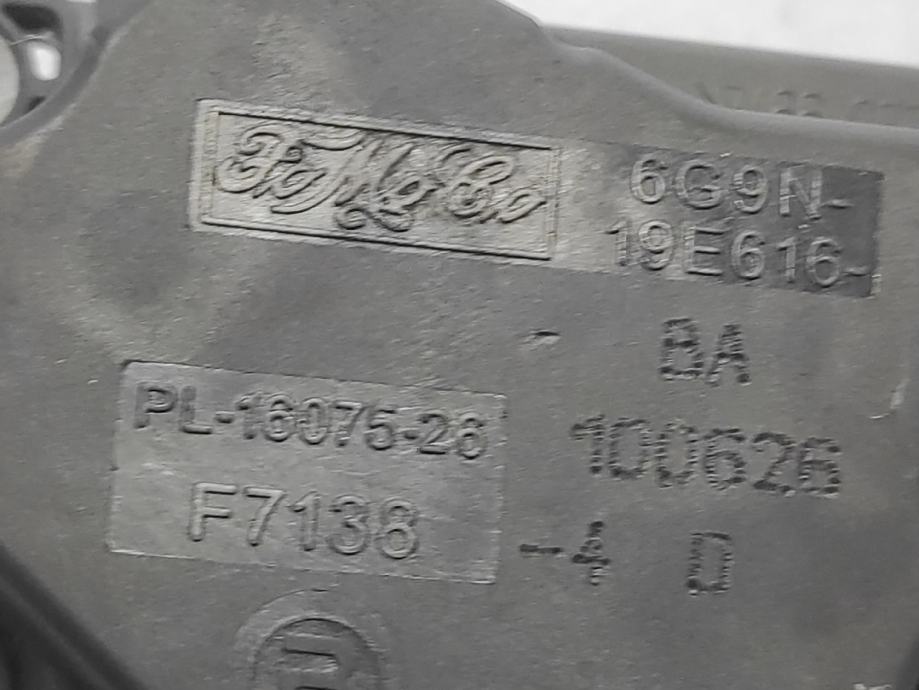 FoMoCo
6G9N-
19E616-
BA
PL-16075-26
F7138
100626
-4 D